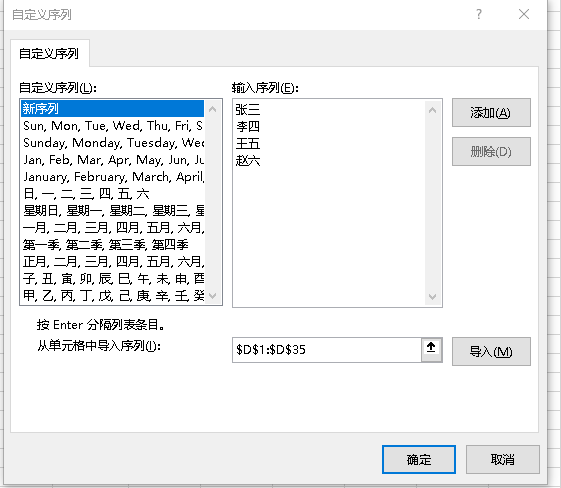 自定义序列
?
自定义序列
自定义序列(L):
新序列
Sun, Mon, Tue, Wed, Thu, Fri, S
Sunday, Monday, Tuesday, Wed
Jan, Feb, Mar, Apr, May, Jun, Ju
January, February, March, April,
日, 一, 二, 三, 四, 五, 六
星期日, 星期一, 星期二, 星期三, 星
一月, 二月, 三月, 四月, 五月, 六月,
第一季, 第二季, 第三季, 第四季
正月, 二月, 三月, 四月, 五月, 六月,
子, 丑, 寅, 卯, 辰, 巳, 午, 未, 申, 酉
甲, 乙, 丙, 丁, 戊, 己, 庚, 辛, 壬, 癸
输入序列(E):
张三
李四
王五
赵六
添加(A)
删除(D)
按 Enter 分隔列表条目。
从单元格中导入序列(I):
$D$1:$D$35
导入(M)
确定
取消